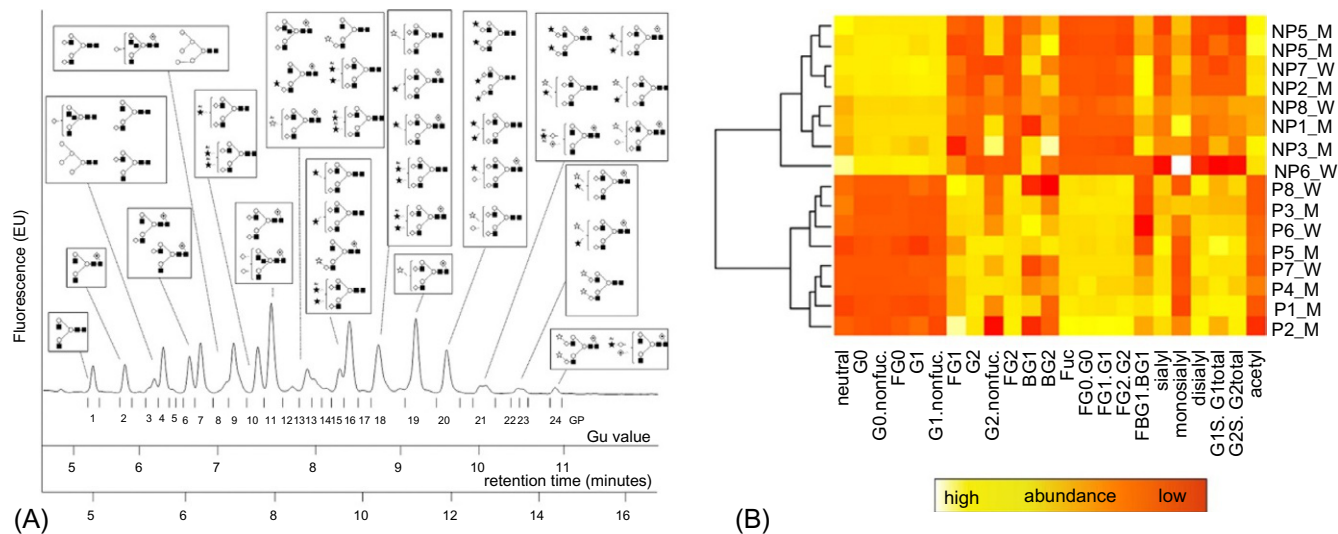 (A)
Fluorescence (EU)
1 2 3 4 5 6 7 8 9 10 11 12 13 13 14 15 16 17 18 19 20 21 22 23 24 GP
Gu value
5 6 7 8 9 10 11
retention time (minutes)
5 6 8 10 12 14 16
(B)
NP5_M
NP5_M
NP7_W
NP2_M
NP8_W
NP1_M
NP3_M
NP6_W
P8_W
P3_M
P6_W
P5_M
P7_W
P4_M
P1_M
P2_M
neutral
G0
G0.nonfuc.
FG0
G1
G1.nonfuc.
FG1
G2
G2.nonfuc.
FG2
BG1
BG2
Fuc
FG0.G0
FG1.G1
FG2.G2
FBG1.BG1
sialyl
monosialyl
disialyl
G1S. G1total
G2S. G2total
acetyl
high abundance low